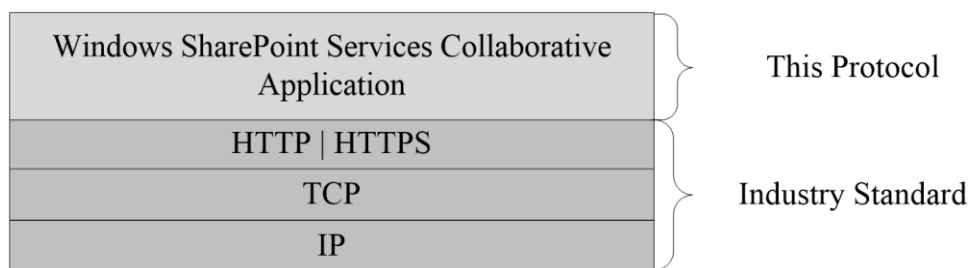 Windows SharePoint Services Collaborative
Application
This Protocol
HTTP | HTTPS
TCP
IP
Industry Standard